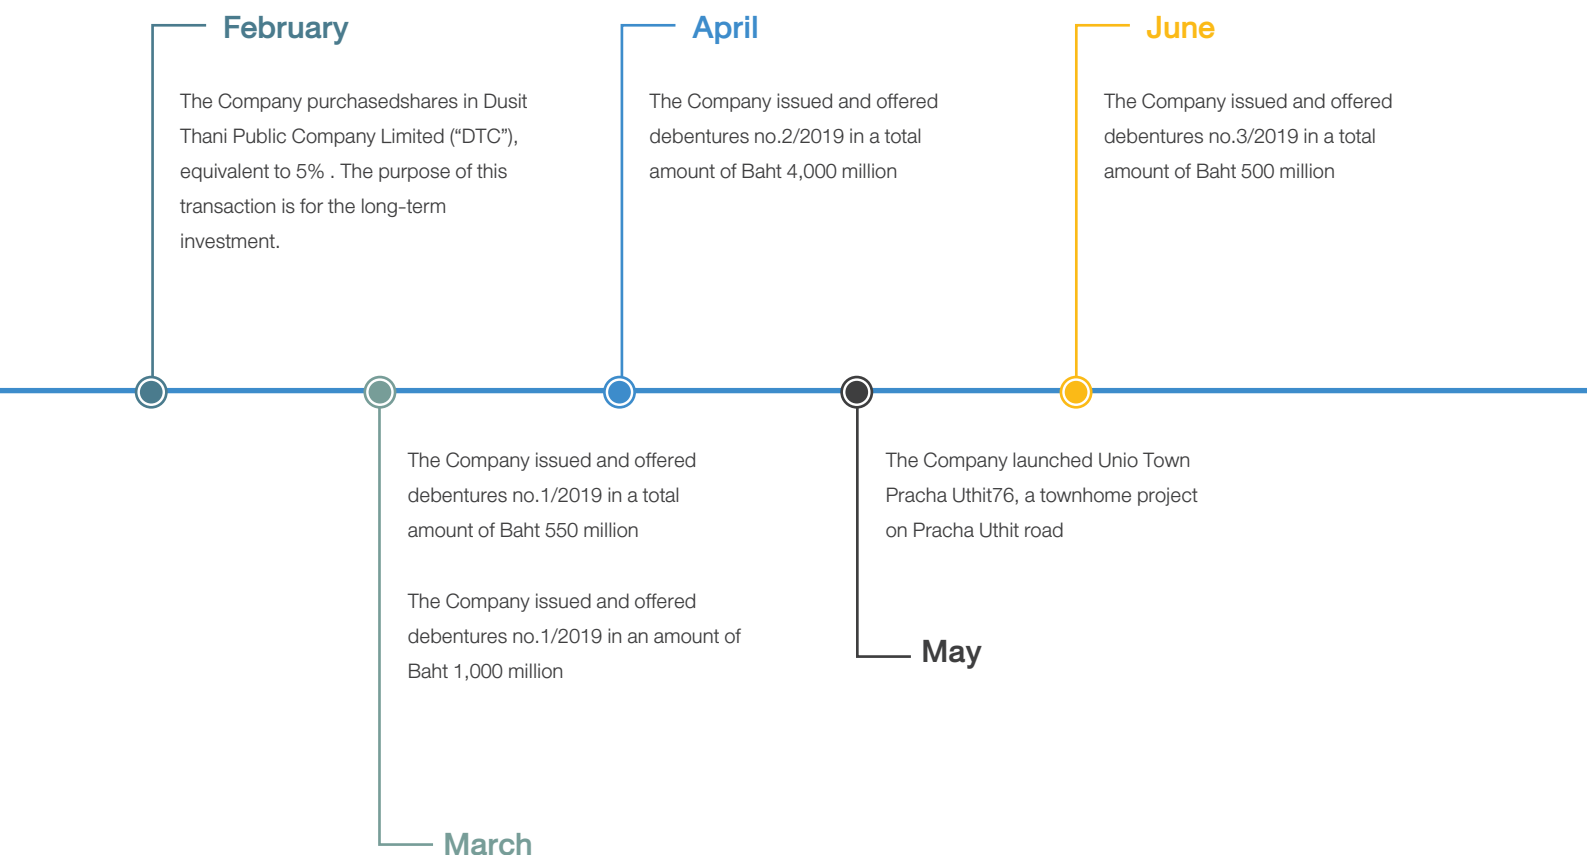 February
The Company purchasedshares in Dusit
Thani Public Company Limited (“DTC”),
equivalent to 5% . The purpose of this
transaction is for the long-term
investment.
April
The Company issued and offered
debentures no.2/2019 in a total
amount of Baht 4,000 million
June
The Company issued and offered
debentures no.3/2019 in a total
amount of Baht 500 million
The Company issued and offered
debentures no.1/2019 in a total
amount of Baht 550 million
The Company issued and offered
debentures no.1/2019 in an amount of
Baht 1,000 million
March
The Company launched Unio Town
Pracha Uthit76, a townhome project
on Pracha Uthit road
May